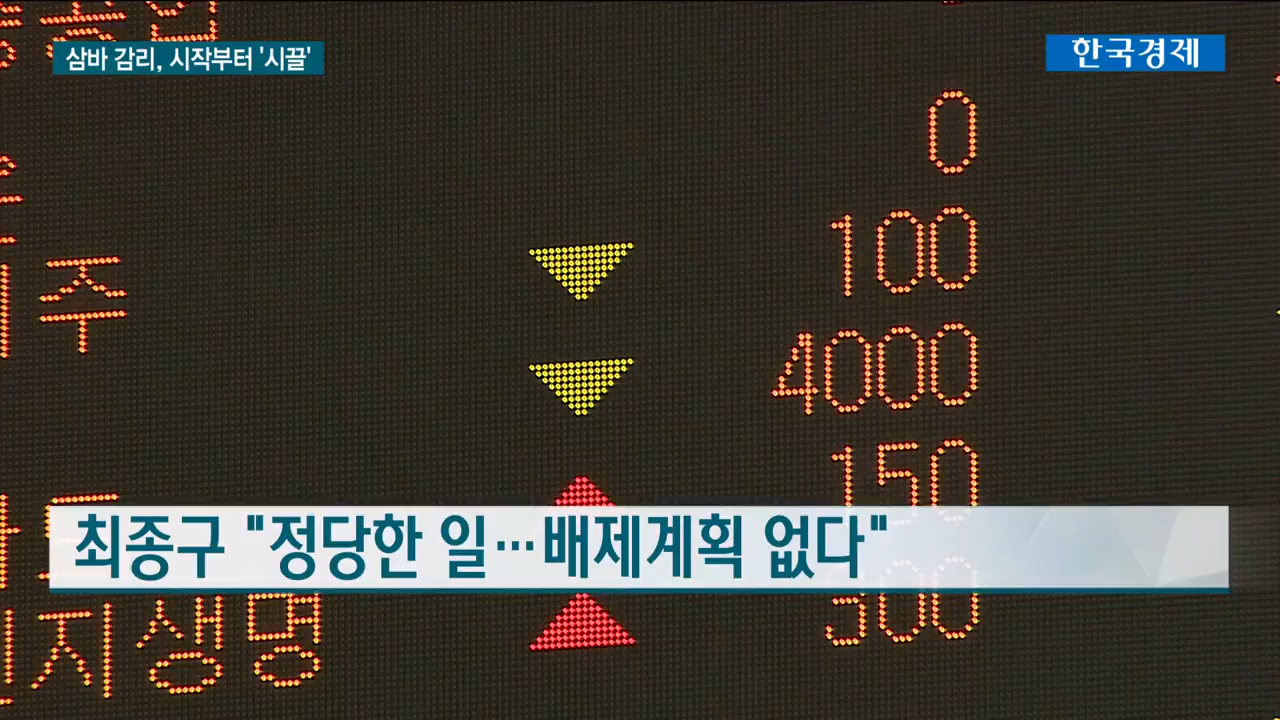 삼바 감리, 시작부터 '시끌'
한국경제
0
100
주
4000
150
최종구 "정당한 일…배제계획 없다"
지생명